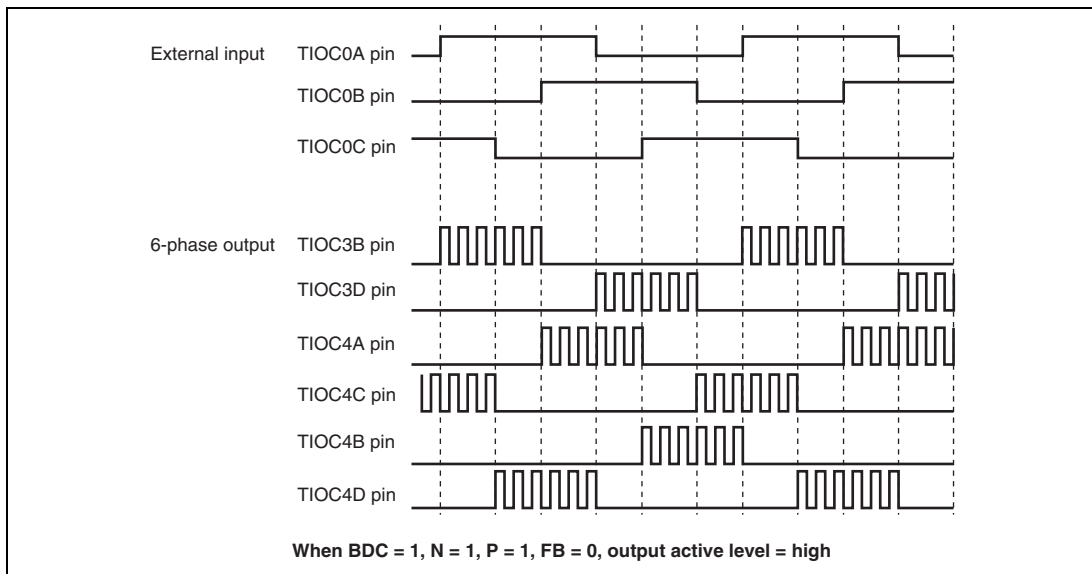 External input TIOC0A pin
TIOC0B pin
TIOC0C pin
6-phase output TIOC3B pin
TIOC3D pin
TIOC4A pin
TIOC4C pin
TIOC4B pin
TIOC4D pin
When BDC = 1, N = 1, P = 1, FB = 0, output active level = high